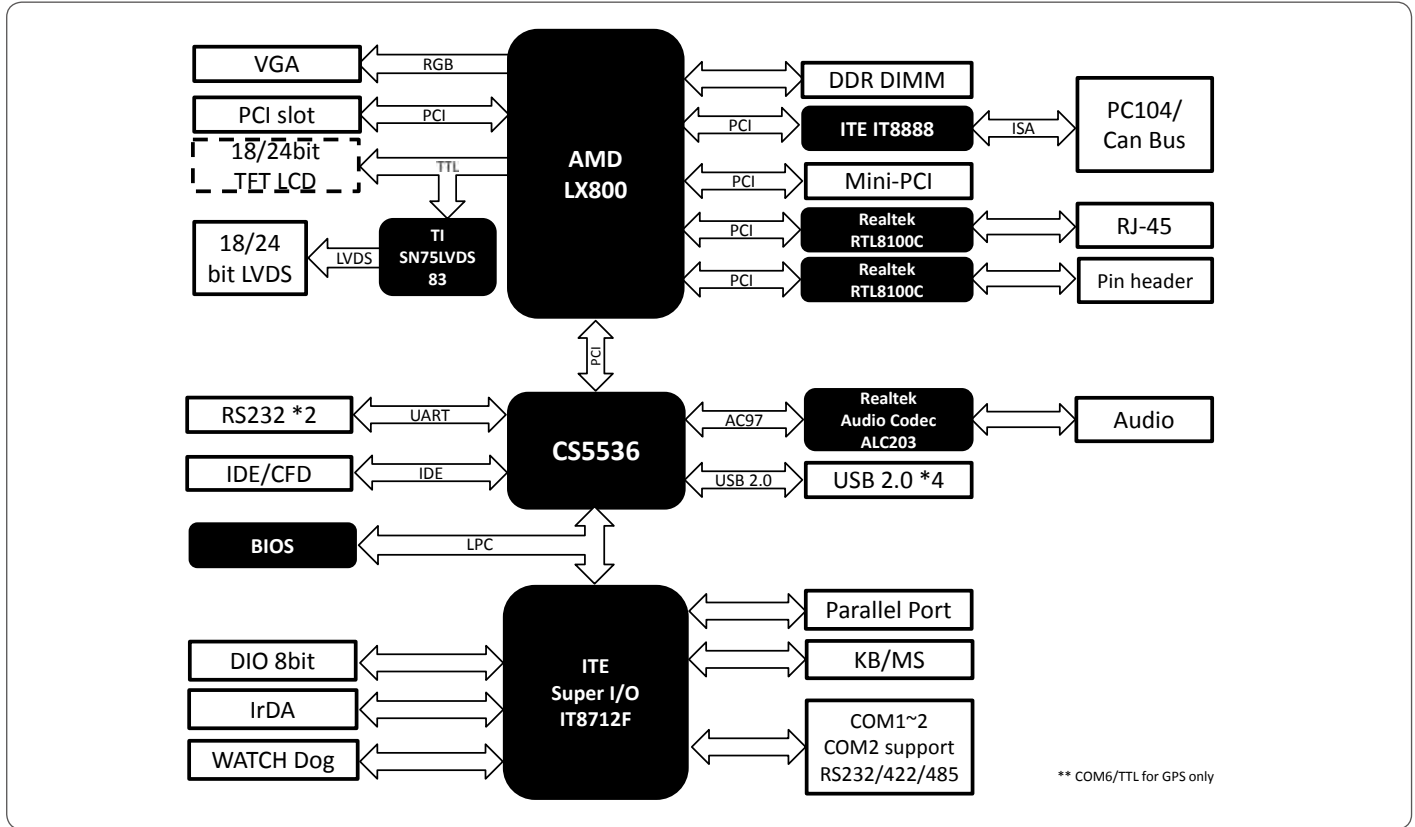 VGA
RGB
PCI slot
PCI
18/24bit
TFT LCD
TTL
18/24
bit LVDS
LVDS
TI
SN75LVDS
83
AMD
LX800
DDR DIMM
PCI
ITE IT8888
ISA
PC104/
Can Bus
PCI
Mini-PCI
PCI
Realtek
RTL8100C
RJ-45
PCI
Realtek
RTL8100C
Pin header
PCI
RS232 *2
UART
IDE/CFD
IDE
CS5536
AC97
Realtek
Audio Codec
ALC203
Audio
USB 2.0
USB 2.0 *4
BIOS
LPC
DIO 8bit
IrDA
WATCH Dog
ITE
Super I/O
IT8712F
Parallel Port
KB/MS
COM1~2
COM2 support
RS232/422/485
** COM6/TTL for GPS only